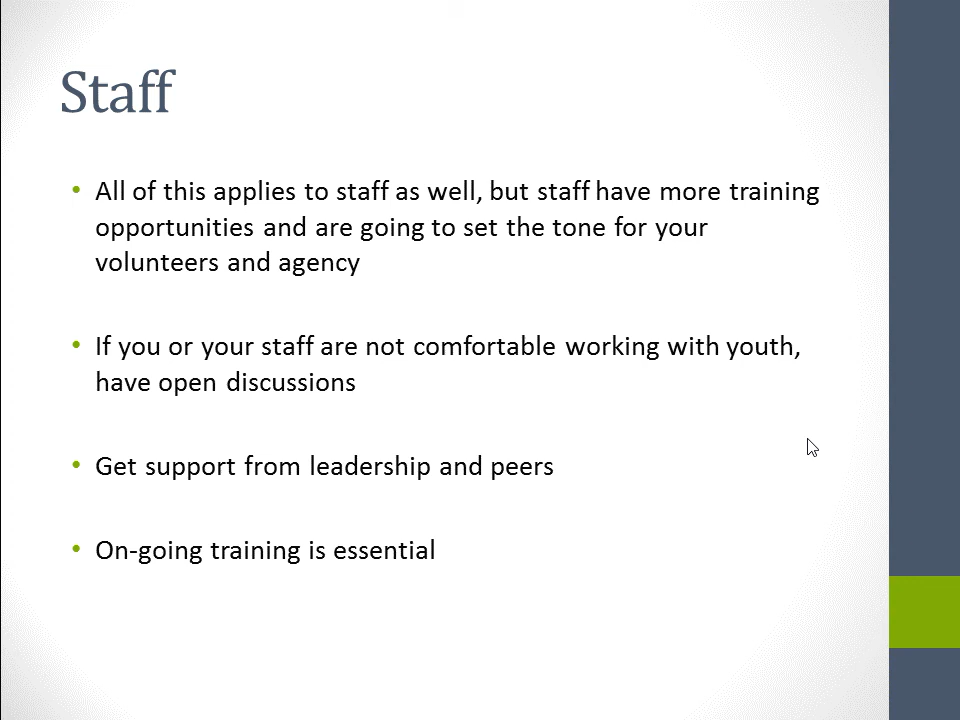 Staff
• All of this applies to staff as well, but staff have more training
opportunities and are going to set the tone for your
volunteers and agency
• If you or your staff are not comfortable working with youth,
have open discussions
• Get support from leadership and peers
• On-going training is essential